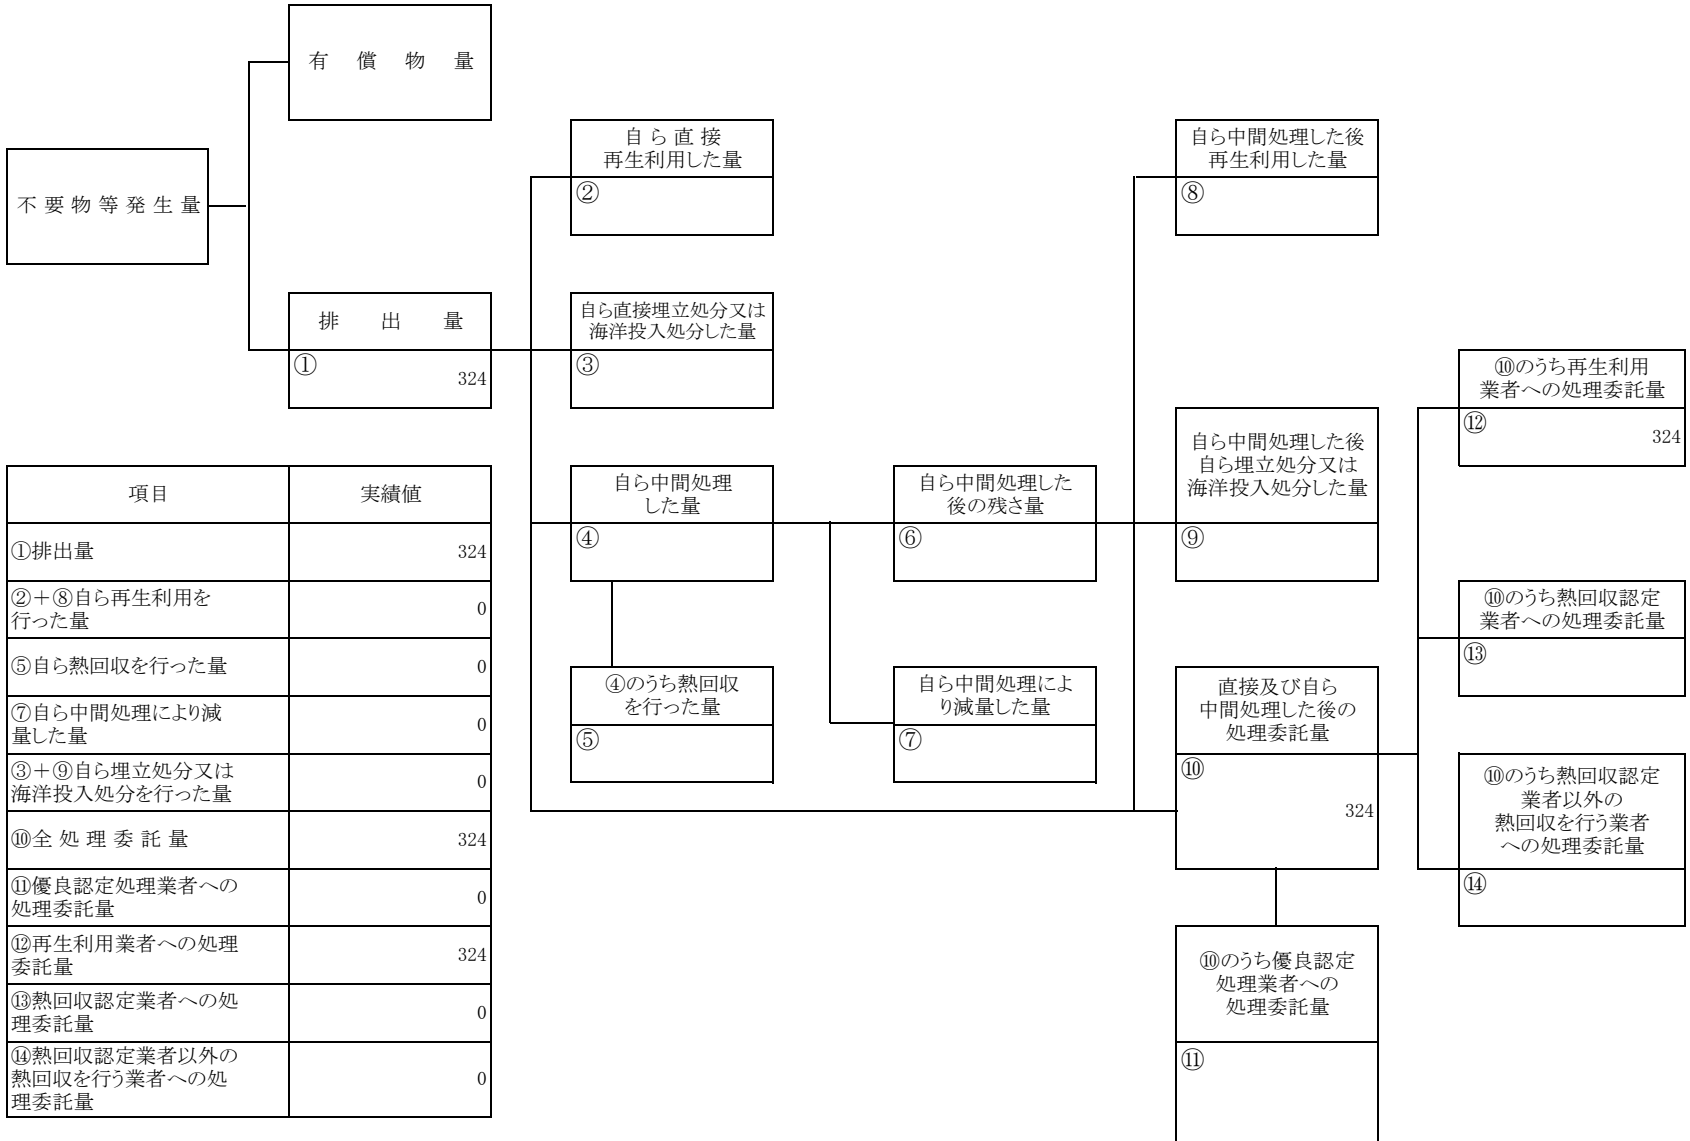 有償物量
不要物等発生量
排出量
①
324
自ら直接
再生利用した量
②
自ら直接埋立処分又は
海洋投入処分した量
③
自ら中間処理
した量
④
④のうち熱回収
を行った量
⑤
自ら中間処理した
後の残さ量
⑥
自ら中間処理によ
り減量した量
⑦
自ら中間処理した後
再生利用した量
⑧
自ら中間処理した後
自ら埋立処分又は
海洋投入処分した量
⑨
直接及び自ら
中間処理した後の
処理委託量
⑩
324
⑩のうち優良認定
処理業者への
処理委託量
⑪
⑩のうち再生利用
業者への処理委託量
⑫
324
⑩のうち熱回収認定
業者への処理委託量
⑬
⑩のうち熱回収認定
業者以外の
熱回収を行う業者
への処理委託量
⑭
項目 実績値
①排出量 324
②+⑧自ら再生利用を
行った量 0
⑤自ら熱回収を行った量 0
⑦自ら中間処理により減
量した量 0
③+⑨自ら埋立処分又は
海洋投入処分を行った量 0
⑩全処理委託量 324
⑪優良認定処理業者への
処理委託量 0
⑫再生利用業者への処理
委託量 324
⑬熱回収認定業者への処
理委託量 0
⑭熱回収認定業者以外の
熱回収を行う業者への処
理委託量 0